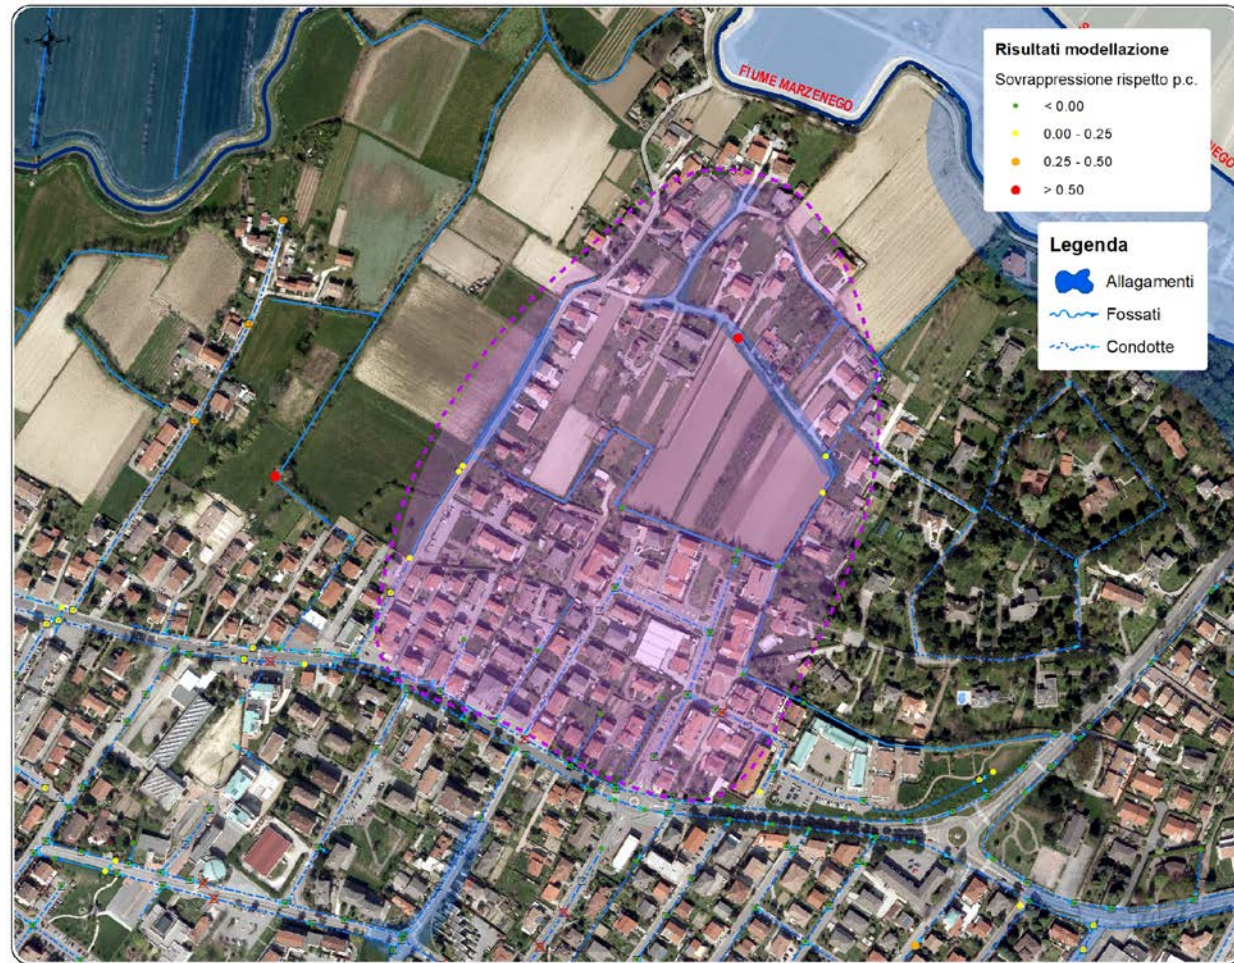 FIUME MARZENEGO
Risultati modellazione
Sovrappressione rispetto p.c.
< 0.00
0.00 - 0.25
0.25 - 0.50
> 0.50
Legenda
Allagamenti
Fossati
Condotte